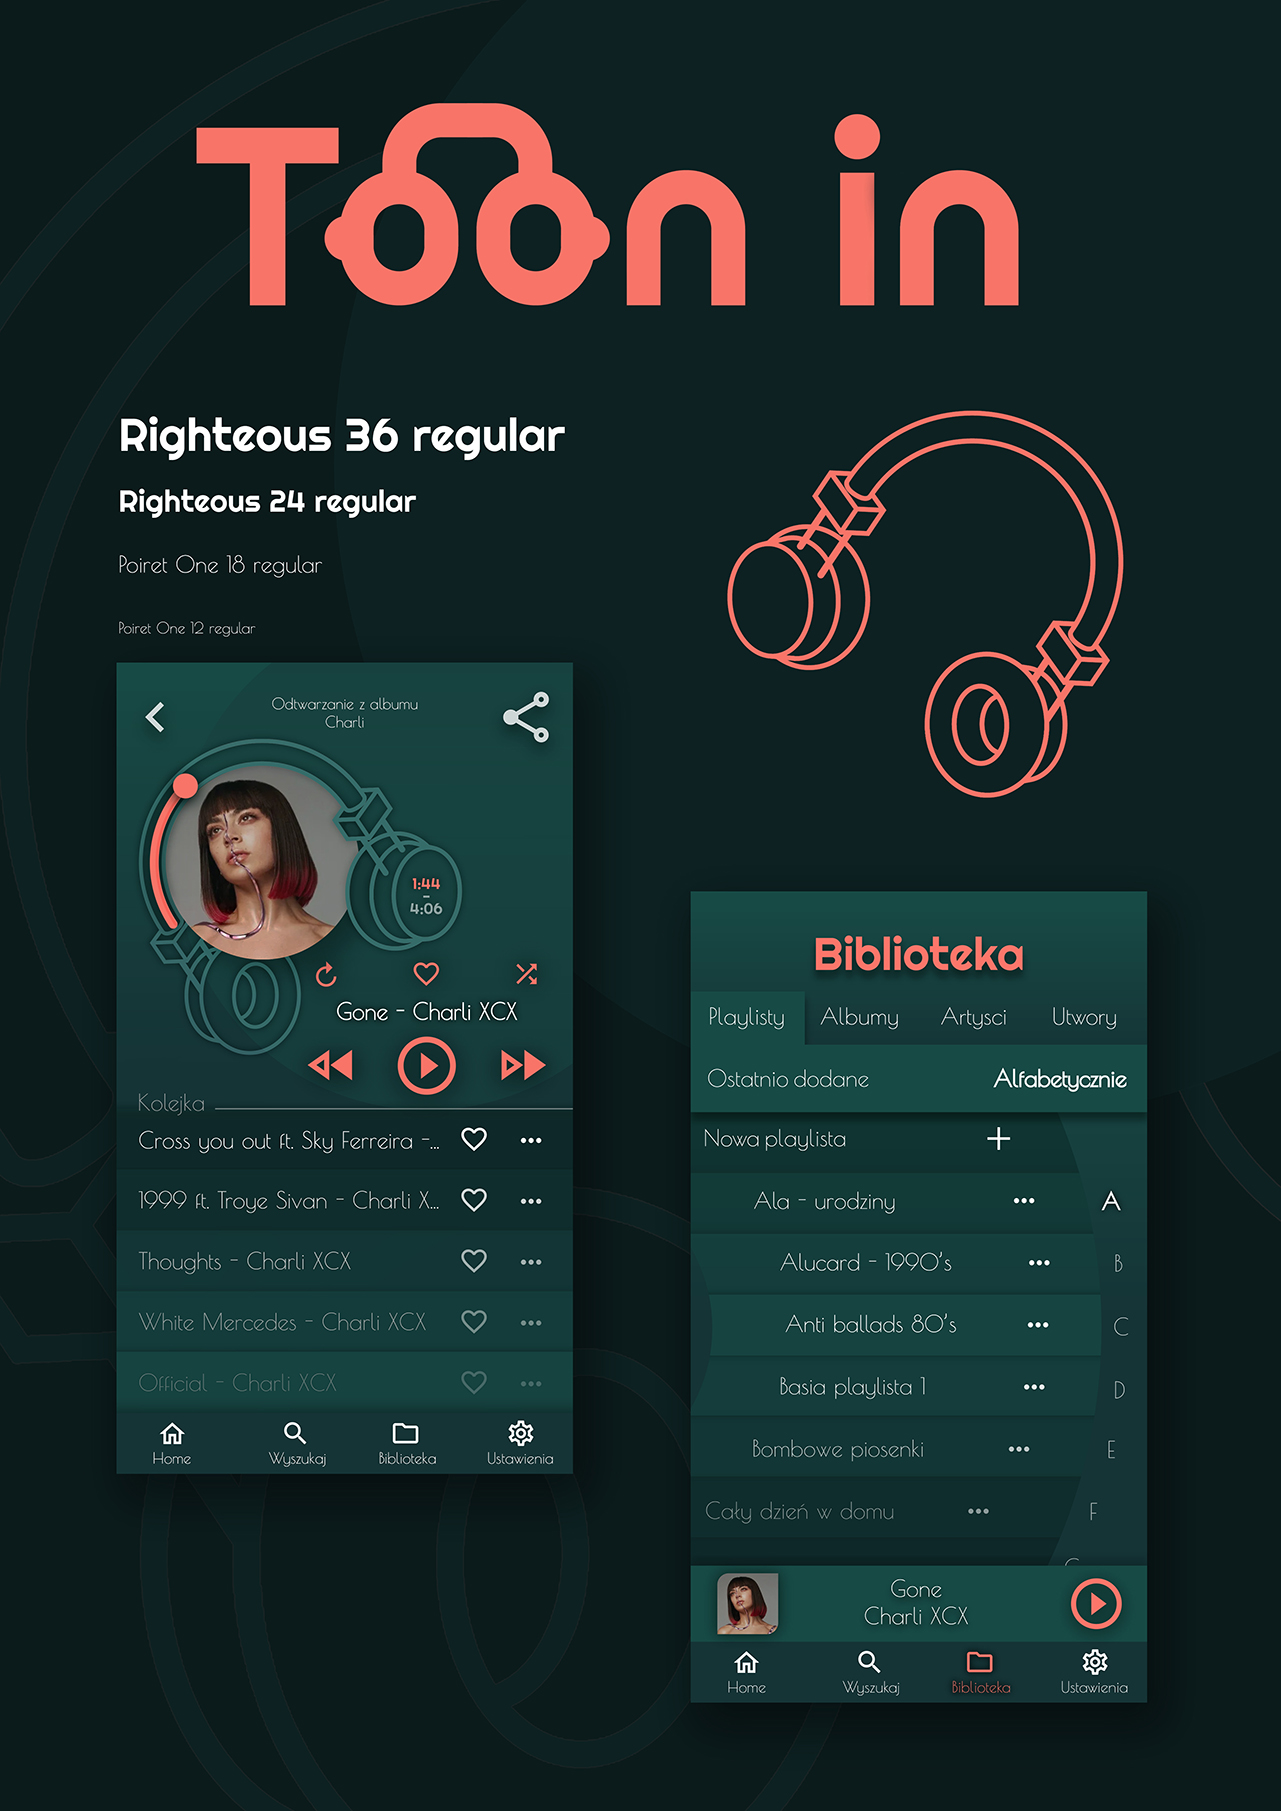 Toon in
Righteous 36 regular
Righteous 24 regular
Poiret One 18 regular
Poiret One 12 regular
Odtwarzanie z albumu
Charli
1:44
-
4:06
Gone - Charli XCX
Kolejka
Cross you out ft. Sky Ferreira -...
1999 ft. Troye Sivan - Charli X...
Thoughts - Charli XCX
White Mercedes - Charli XCX
Official - Charli XCX
Home Wyszukaj Biblioteka Ustawienia
Biblioteka
Playlisty Albumy Artysci Utwory
Ostatnio dodane Alfabetycznie
Nowa playlista +
Ala - urodziny A
Alucard - 1990's B
Anti ballads 80's C
Basia playlista 1 D
Bombowe piosenki E
Cały dzień w domu F
G
Gone
Charli XCX
Home Wyszukaj Biblioteka Ustawienia